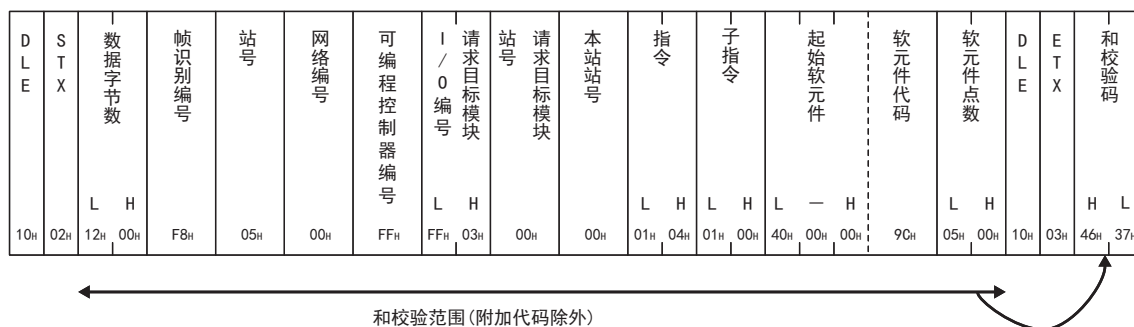 DLE
STX
数据字节数
帧识别编号
站号
网络编号
可编程控制器编号
请求目标模块
I/O编号
请求目标模块
站号
本站站号
指令
子指令
起始软元件
软元件代码
软元件点数
DLE
ETX
和校验码
L H L H L H L H L — H L H H L
10H 02H 12H 00H F8H 05H 00H FFH FFH 03H 00H 00H 01H 04H 01H 00H 40H 00H 00H 9CH 05H 00H 10H 03H 46H 37H
和校验范围(附加代码除外)